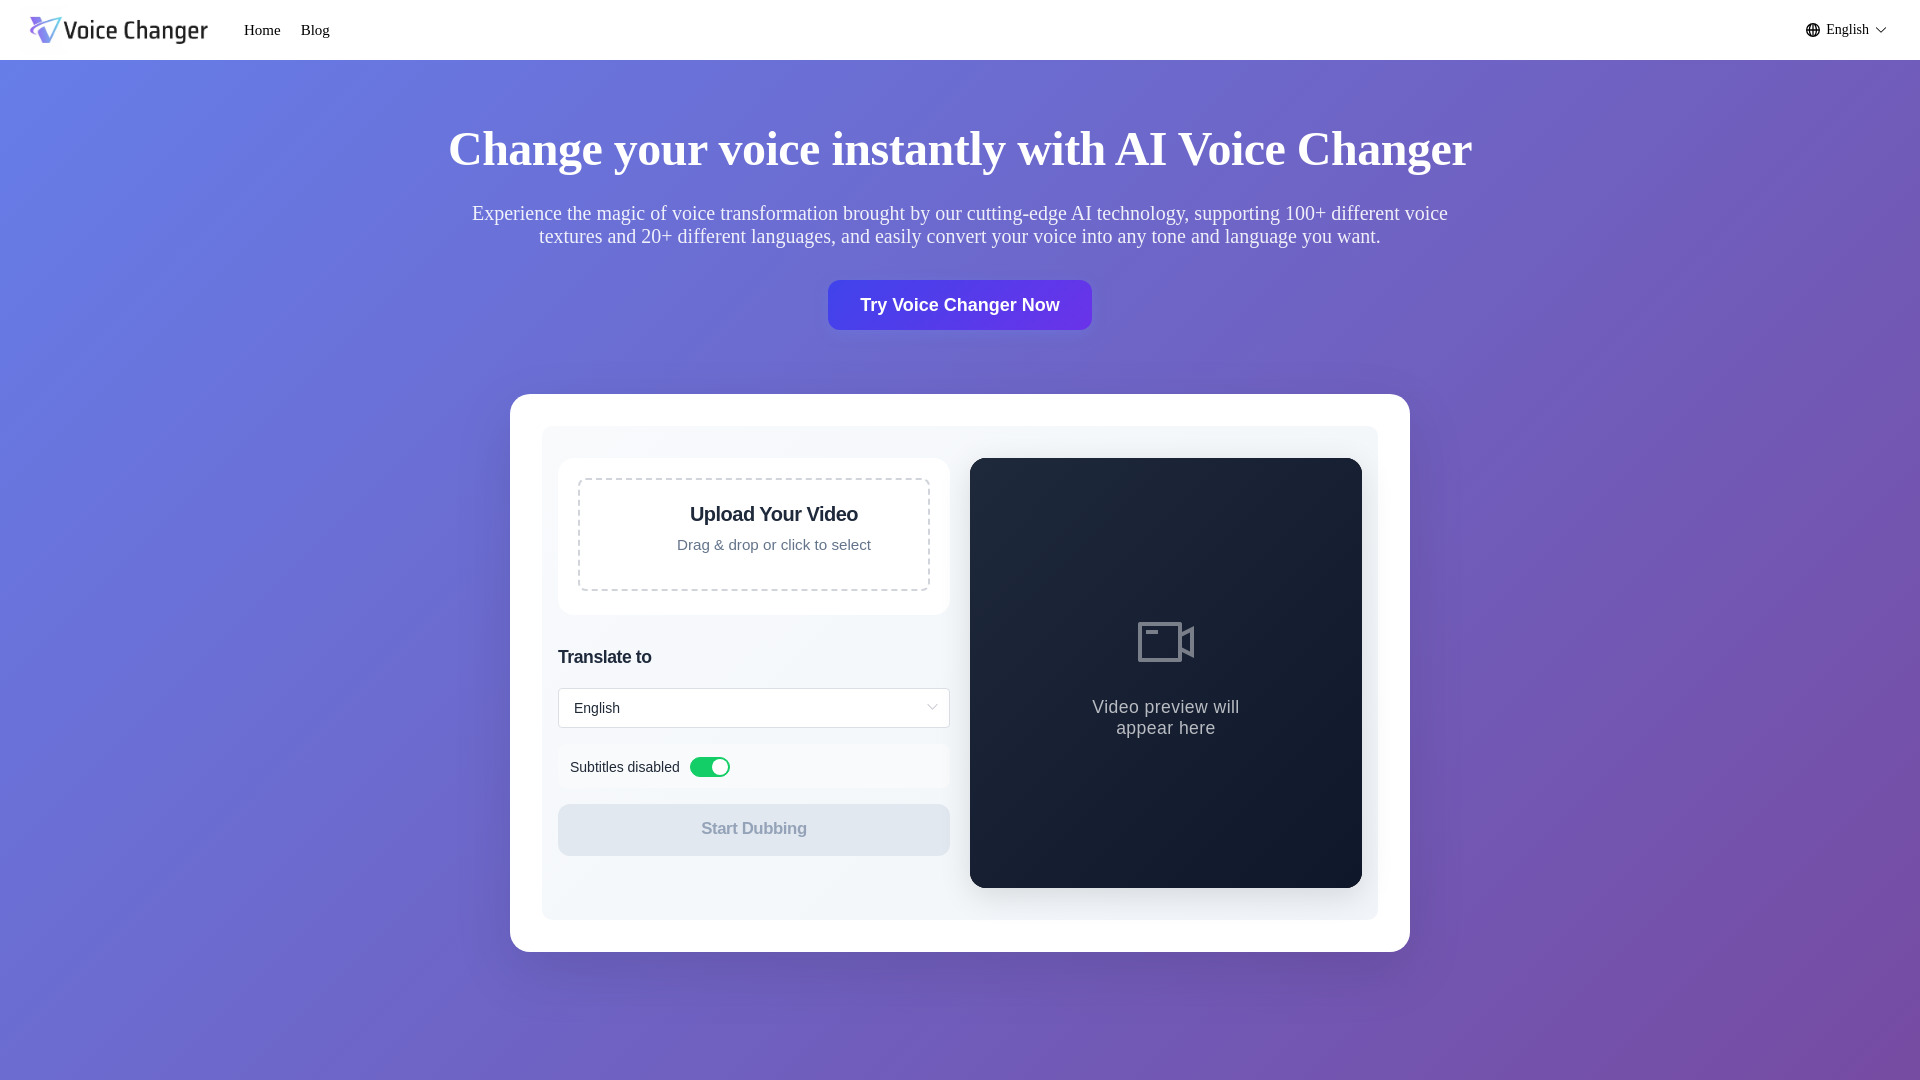 Voice Changer
Home
Blog
English
Change your voice instantly with AI Voice Changer
Experience the magic of voice transformation brought by our cutting-edge AI technology, supporting 100+ different voice
textures and 20+ different languages, and easily convert your voice into any tone and language you want.
Try Voice Changer Now
Upload Your Video
Drag & drop or click to select
Translate to
English
Subtitles disabled
Start Dubbing
Video preview will
appear here